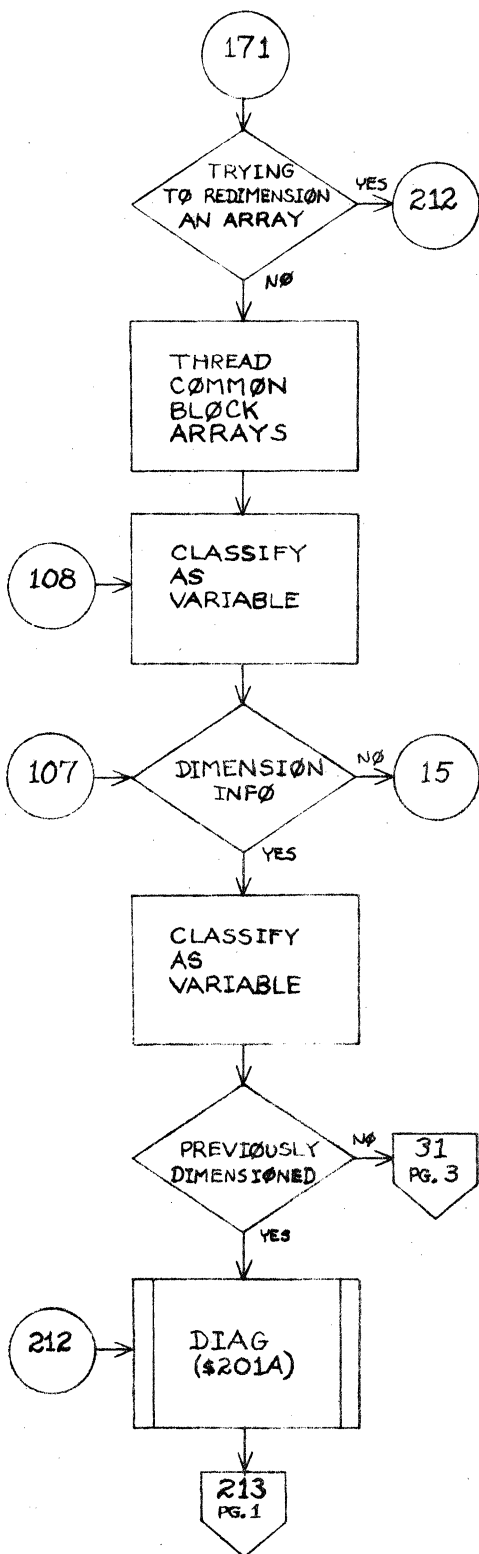 171
TRYING
TØ REDIMENSIØN
AN ARRAY
YES
212
NØ
THREAD
CØMMØN
BLØCK
ARRAYS
108
CLASSIFY
AS
VARIABLE
107
DIMENSIØN
INFØ
NØ
15
YES
CLASSIFY
AS
VARIABLE
PREVIØUSLY
DIMENSIØNED
NØ
31
PG. 3
YES
212
DIAG
($201A)
213
PG. 1